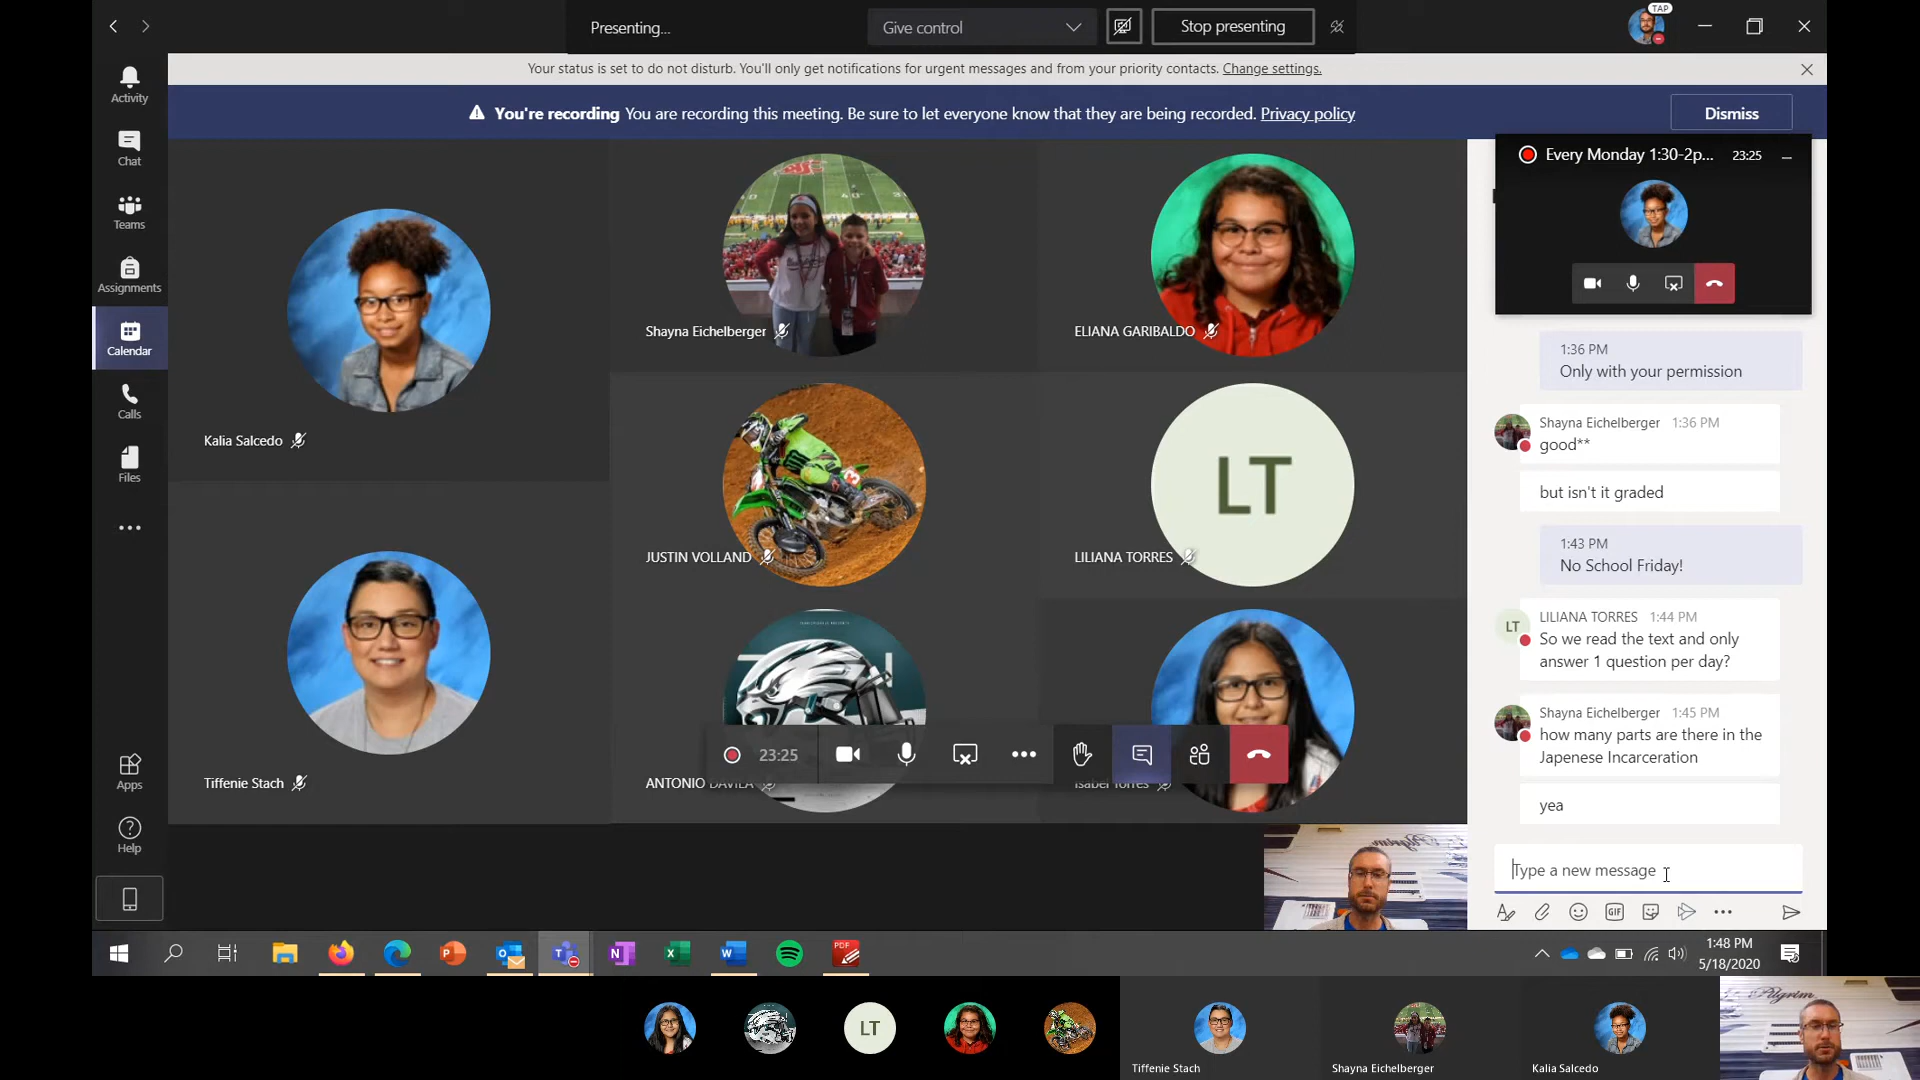 Presenting...
Give control
Stop presenting
TAP
Your status is set to do not disturb. You'll only get notifications for urgent messages and from your priority contacts. Change settings.
You're recording You are recording this meeting. Be sure to let everyone know that they are being recorded. Privacy policy
Dismiss
Activity
Chat
Teams
Assignments
Calendar
Calls
Files
Apps
Help
Every Monday 1:30-2p...
23:25
Kalia Salcedo
Shayna Eichelberger
ELIANA GARIBALDO
JUSTIN VOLLAND
LT
LILIANA TORRES
Tiffenie Stach
ANTONIO DAVILA
Isabel Torres
23:25
1:36 PM
Only with your permission
Shayna Eichelberger 1:36 PM
good**
but isn't it graded
1:43 PM
No School Friday!
LT
LILIANA TORRES 1:44 PM
So we read the text and only
answer 1 question per day?
Shayna Eichelberger 1:45 PM
how many parts are there in the
Japenese Incarceration
yea
Type a new message
GIF
PDF
1:48 PM
5/18/2020
LT
Tiffenie Stach
Shayna Eichelberger
Kalia Salcedo
Pilgrim